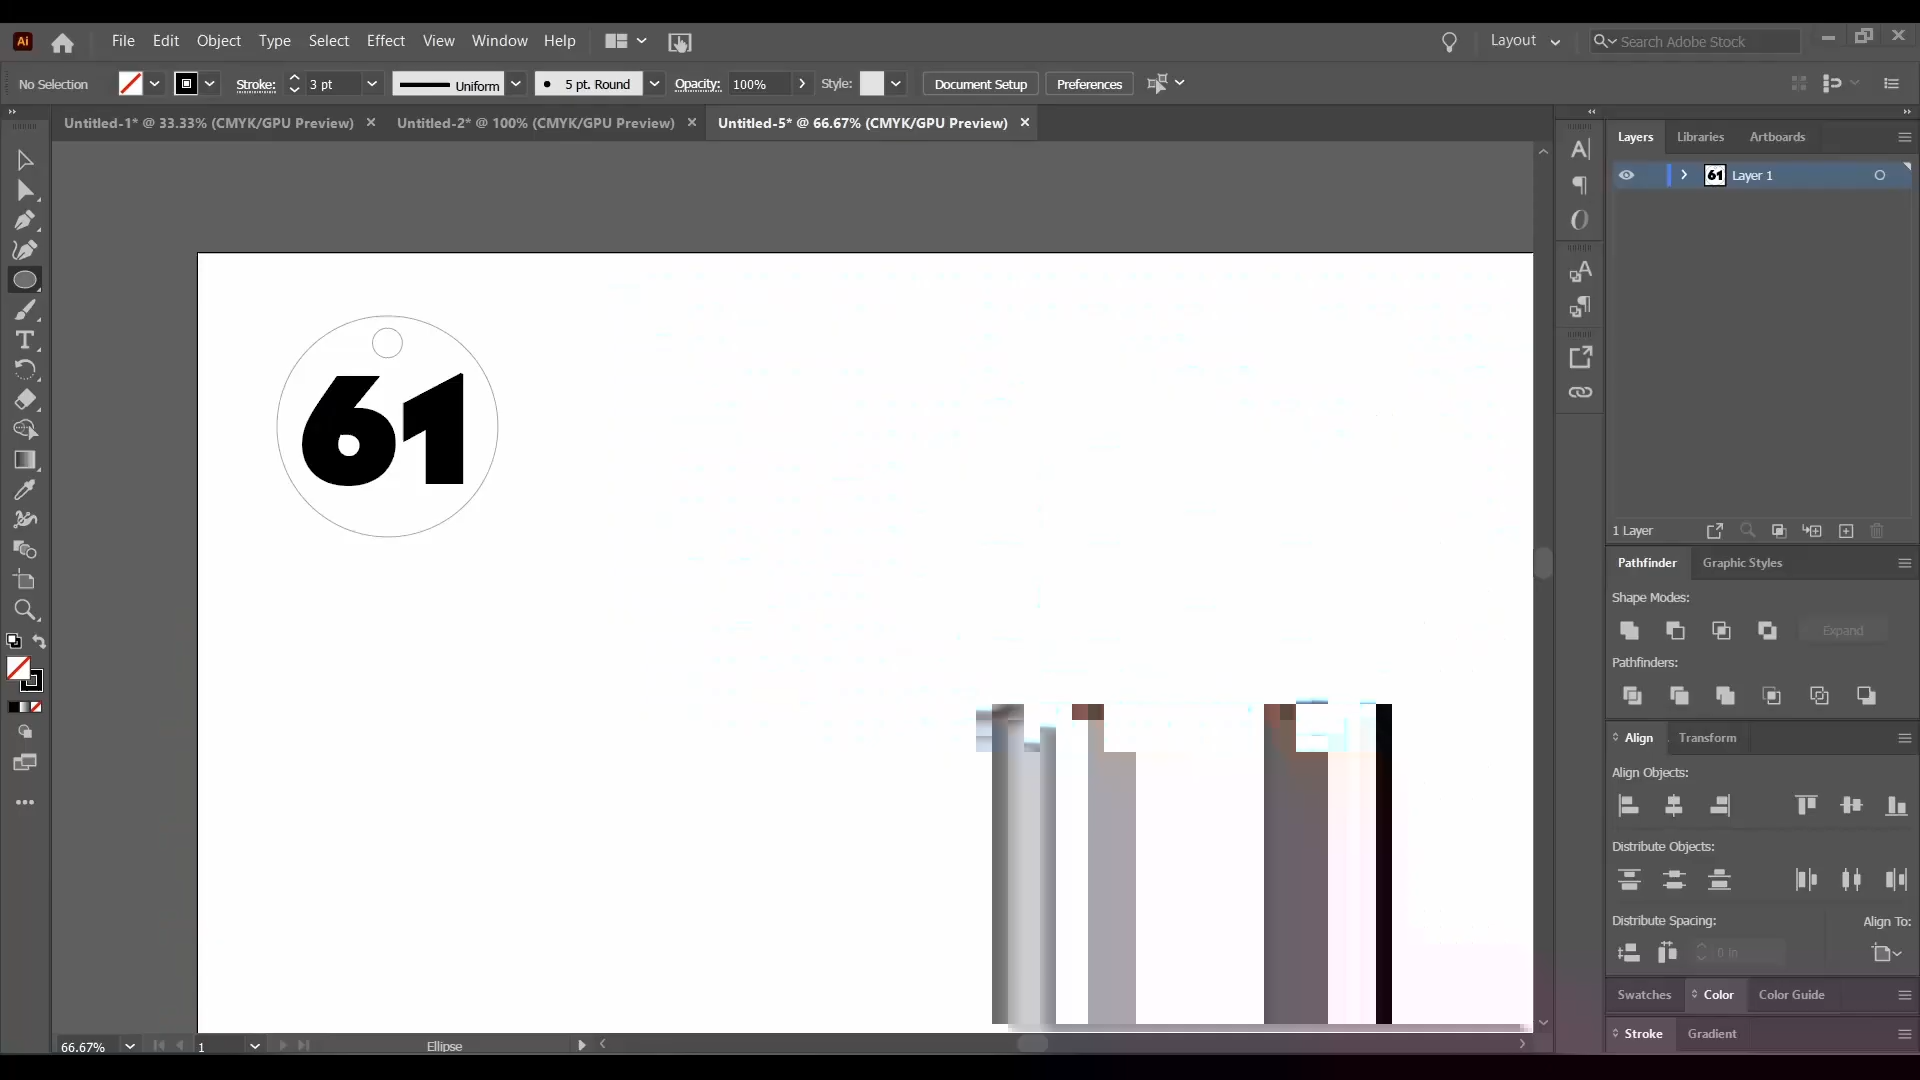 Ai File Edit Object Type Select Effect View Window Help Layout Search Adobe Stock
No Selection Stroke: 3 pt Uniform 5 pt. Round Opacity: 100% Style: Document Setup Preferences
Untitled-1* @ 33.33% (CMYK/GPU Preview) Untitled-2* @ 100% (CMYK/GPU Preview) Untitled-5* @ 66.67% (CMYK/GPU Preview)
Layers Libraries Artboards
61 Layer 1
61
1 Layer
Pathfinder Graphic Styles
Shape Modes:
Expand
Pathfinders:
Align Transform
Align Objects:
Distribute Objects:
Distribute Spacing: Align To:
0 in
Swatches Color Color Guide
Stroke Gradient
66.67% 1 Ellipse